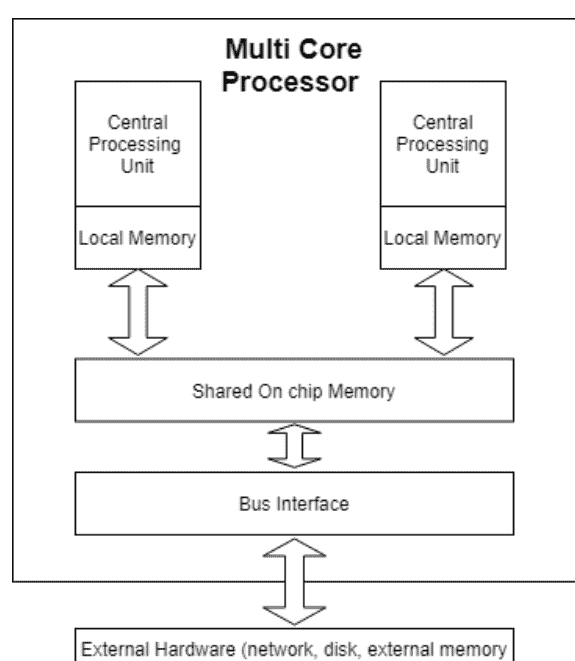 Multi Core
Processor
Central
Processing
Unit
Central
Processing
Unit
Local Memory
Local Memory
Shared On chip Memory
Bus Interface
External Hardware (network, disk, external memory